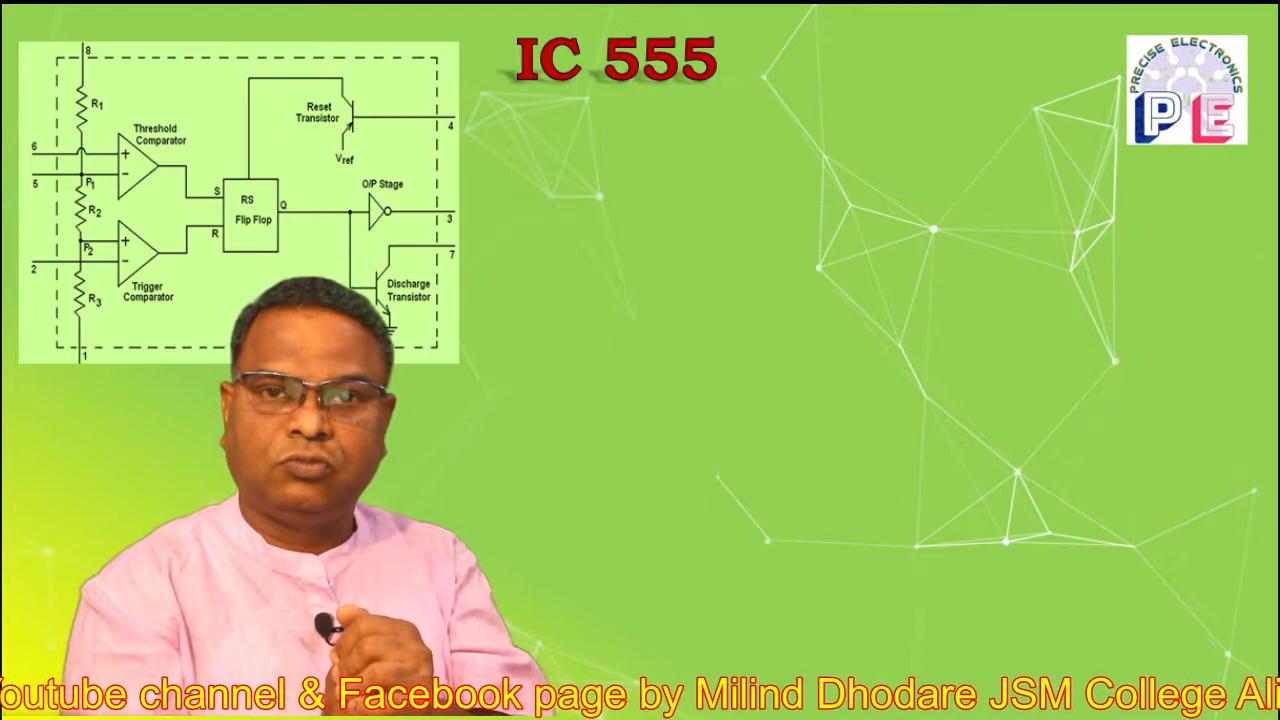 IC 555
PRECISE ELECTRONICS
PE
8
R1
Reset
Transistor
4
Threshold
Comparator
Vref
6
+
5
-
P1
S
RS
Flip Flop
Q
O/P Stage
3
R2
R
7
P2
+
2
-
Discharge
Transistor
Trigger
Comparator
R3
1
Youtube channel & Facebook page by Milind Dhodare JSM College Ali